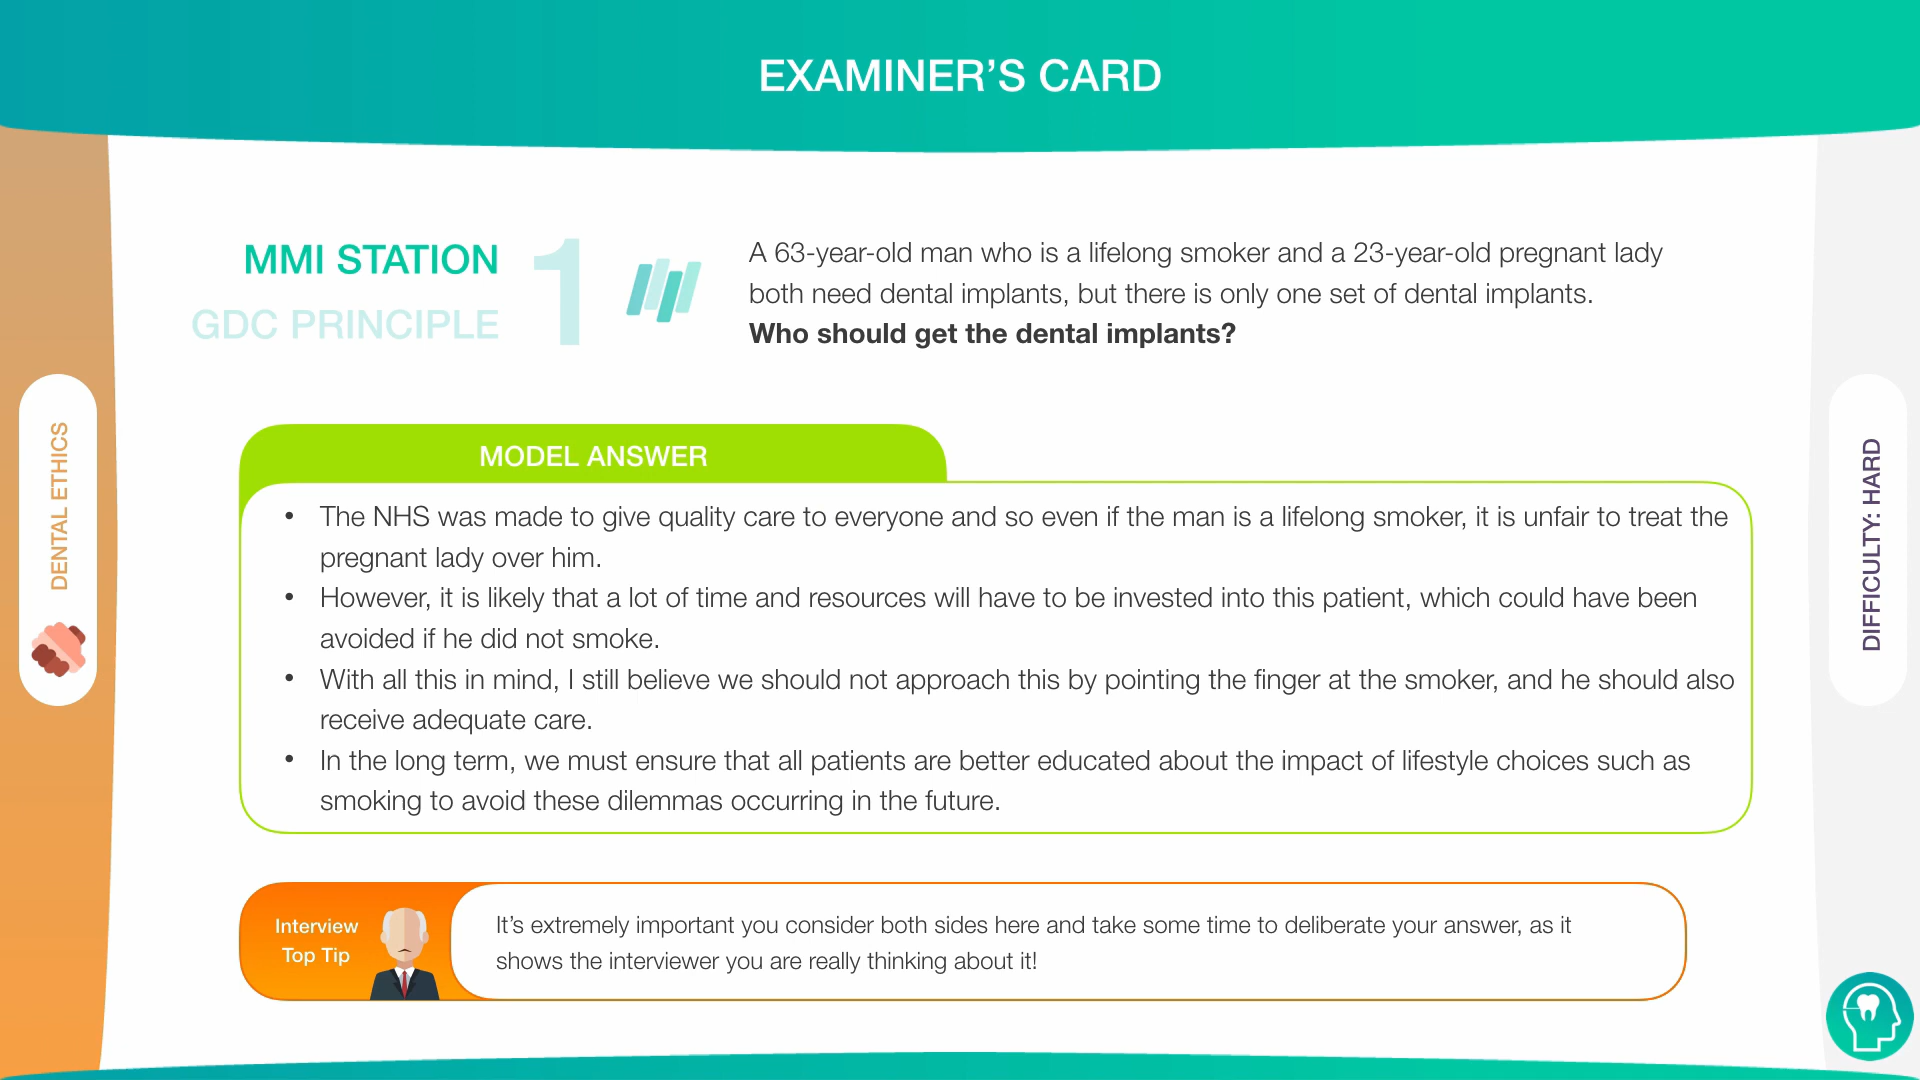 EXAMINER’S CARD
MMI STATION
GDC PRINCIPLE
1
A 63-year-old man who is a lifelong smoker and a 23-year-old pregnant lady
both need dental implants, but there is only one set of dental implants.
Who should get the dental implants?
DENTAL ETHICS
DIFFICULTY: HARD
MODEL ANSWER
• The NHS was made to give quality care to everyone and so even if the man is a lifelong smoker, it is unfair to treat the
pregnant lady over him.
• However, it is likely that a lot of time and resources will have to be invested into this patient, which could have been
avoided if he did not smoke.
• With all this in mind, I still believe we should not approach this by pointing the finger at the smoker, and he should also
receive adequate care.
• In the long term, we must ensure that all patients are better educated about the impact of lifestyle choices such as
smoking to avoid these dilemmas occurring in the future.
Interview
Top Tip
It’s extremely important you consider both sides here and take some time to deliberate your answer, as it
shows the interviewer you are really thinking about it!